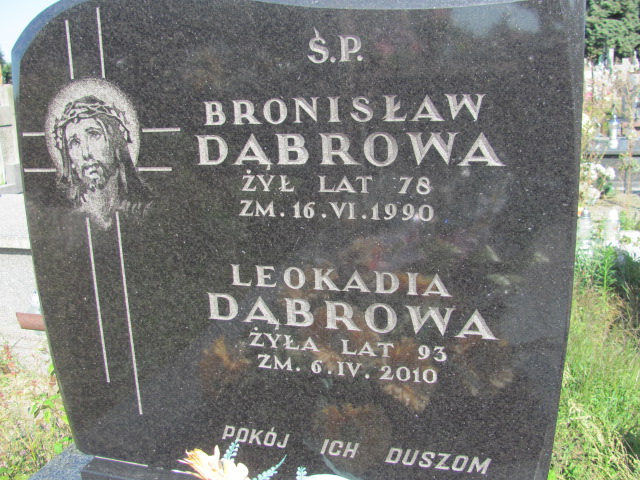 Ś.P.
BRONISŁAW
DĄBROWA
ŻYŁ LAT 78
ZM. 16.VI.1990
LEOKADIA
DĄBROWA
ŻYŁA LAT 93
ZM. 6.IV.2010
POKÓJ ICH DUSZOM